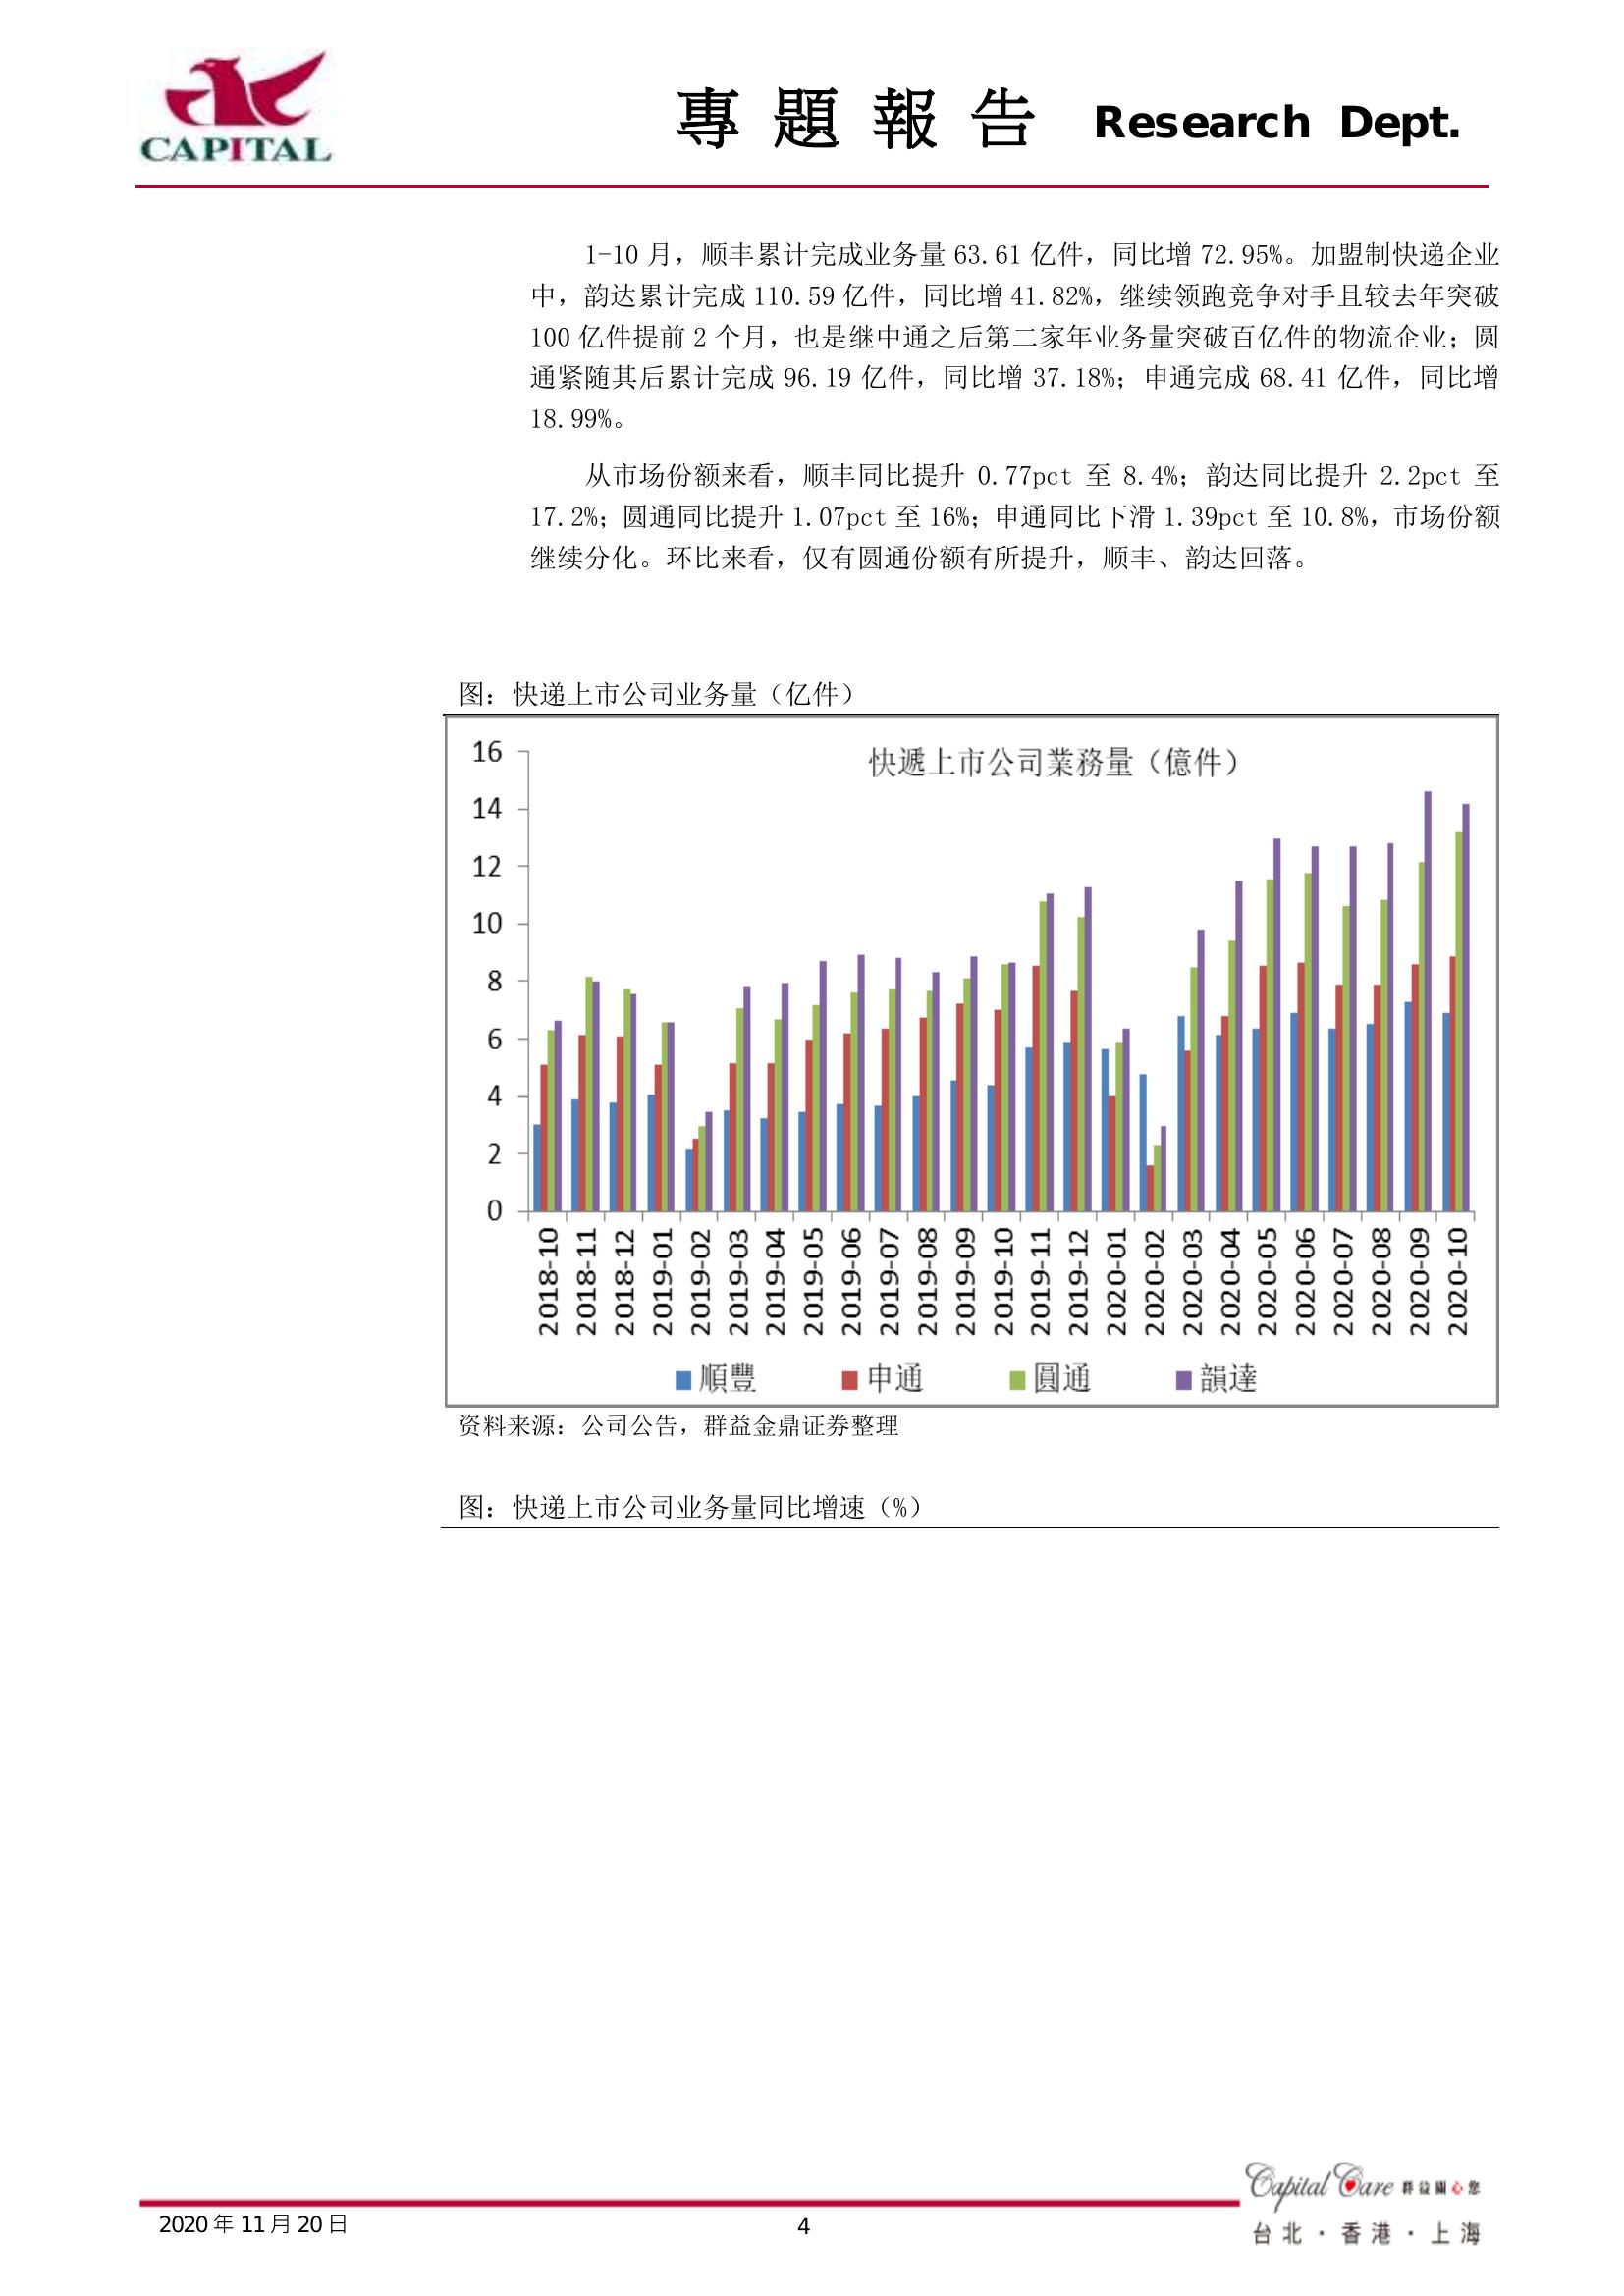 CAPITAL
專題報告 Research Dept.
1-10 月，顺丰累计完成业务量 63.61 亿件，同比增 72.95%。加盟制快递企业
中，韵达累计完成 110.59 亿件，同比增 41.82%，继续领跑竞争对手且较去年突破
100 亿件提前 2 个月，也是继中通之后第二家年业务量突破百亿件的物流企业；圆
通紧随其后累计完成 96.19 亿件，同比增 37.18%；申通完成 68.41 亿件，同比增
18.99%。
从市场份额来看，顺丰同比提升 0.77pct 至 8.4%；韵达同比提升 2.2pct 至
17.2%；圆通同比提升 1.07pct 至 16%；申通同比下滑 1.39pct 至 10.8%，市场份额
继续分化。环比来看，仅有圆通份额有所提升，顺丰、韵达回落。
图：快递上市公司业务量（亿件）
快遞上市公司業務量（億件）
16
14
12
10
8
6
4
2
0
2018-10
2018-11
2018-12
2019-01
2019-02
2019-03
2019-04
2019-05
2019-06
2019-07
2019-08
2019-09
2019-10
2019-11
2019-12
2020-01
2020-02
2020-03
2020-04
2020-05
2020-06
2020-07
2020-08
2020-09
2020-10
順豐 申通 圓通 韻達
资料来源：公司公告，群益金鼎证券整理
图：快递上市公司业务量同比增速（%）
Capital Care 群益關心您
2020 年 11 月 20 日
4
台北·香港·上海